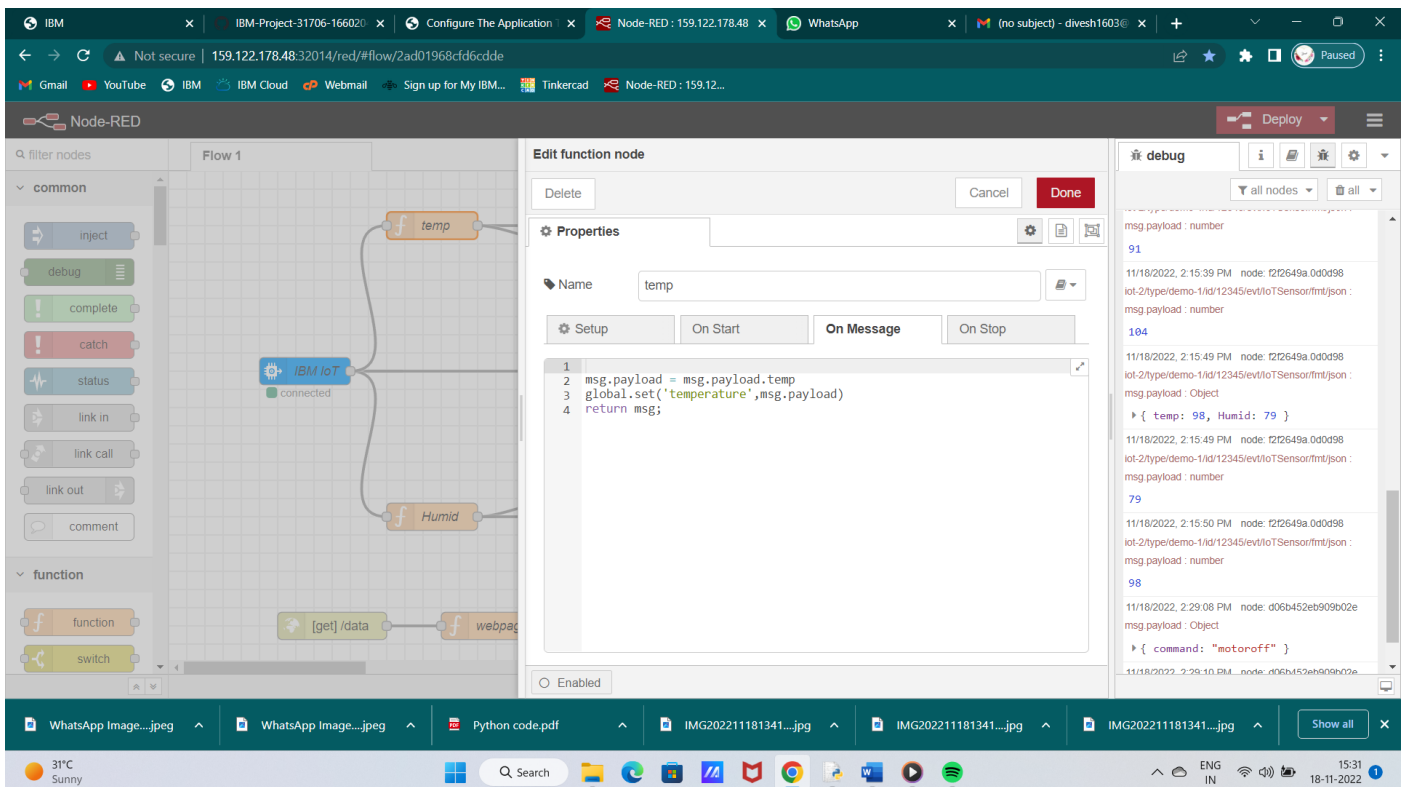 IBM
IBM-Project-31706-166020
Configure The Application
Node-RED : 159.122.178.48
WhatsApp
(no subject) - divesh1603@
Not secure
159.122.178.48:32014/red/#flow/2ad01968cfd6cdde
Paused
Gmail
YouTube
IBM
IBM Cloud
Webmail
Sign up for My IBM...
Tinkercad
Node-RED : 159.12...
Node-RED
Deploy
filter nodes
common
inject
debug
complete
catch
status
link in
link call
link out
comment
function
function
switch
Flow 1
temp
IBM IoT
connected
Humid
[get] /data
webpag
Edit function node
Delete
Cancel
Done
Properties
Name
temp
Setup
On Start
On Message
On Stop
1
2 msg.payload = msg.payload.temp
3 global.set('temperature',msg.payload)
4 return msg;
Enabled
debug
i
all nodes
all
msg.payload : number
91
11/18/2022, 2:15:39 PM node: f2f2649a.0d0d98
iot-2/type/demo-1/id/12345/evt/IoTSensor/fmt/json :
msg.payload : number
104
11/18/2022, 2:15:49 PM node: f2f2649a.0d0d98
iot-2/type/demo-1/id/12345/evt/IoTSensor/fmt/json :
msg.payload : Object
{ temp: 98, Humid: 79 }
11/18/2022, 2:15:49 PM node: f2f2649a.0d0d98
iot-2/type/demo-1/id/12345/evt/IoTSensor/fmt/json :
msg.payload : number
79
11/18/2022, 2:15:50 PM node: f2f2649a.0d0d98
iot-2/type/demo-1/id/12345/evt/IoTSensor/fmt/json :
msg.payload : number
98
11/18/2022, 2:29:08 PM node: d06b452eb909b02e
msg.payload : Object
{ command: "motoroff" }
11/18/2022, 2:29:10 PM node: d06b452eb909b02e
WhatsApp Image....jpeg
WhatsApp Image....jpeg
Python code.pdf
IMG202211181341....jpg
IMG202211181341....jpg
IMG202211181341....jpg
Show all
31°C
Sunny
Search
ENG
IN
15:31
18-11-2022
1